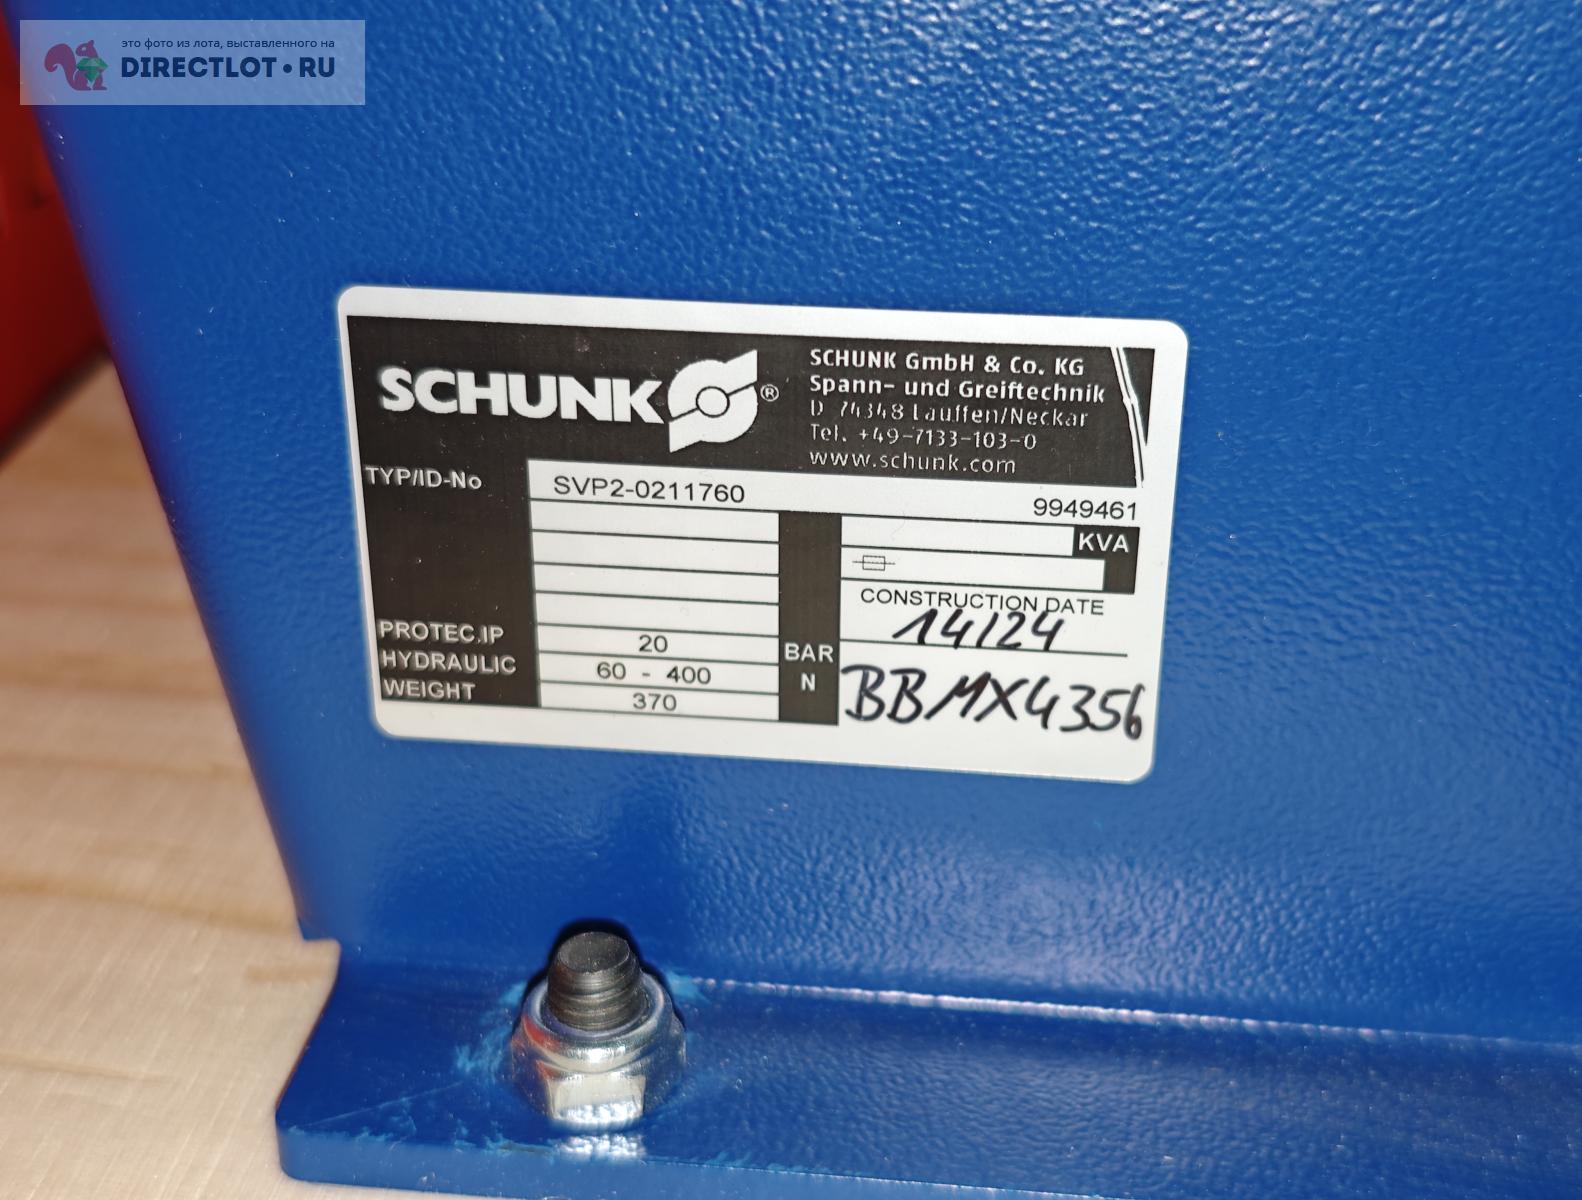 это фото из лота, выставленного на
DIRECTLOT•RU
SCHUNK®
SCHUNK GmbH & Co. KG
Spann- und Greiftechnik
D 74348 Lauffen/Neckar
Tel. +49-7133-103-0
www.schunk.com
TYP/ID-No SVP2-0211760 9949461
KVA
CONSTRUCTION DATE
14/24
PROTEC.IP 20
HYDRAULIC 60 - 400 BAR
WEIGHT 370 N
BBMX4356